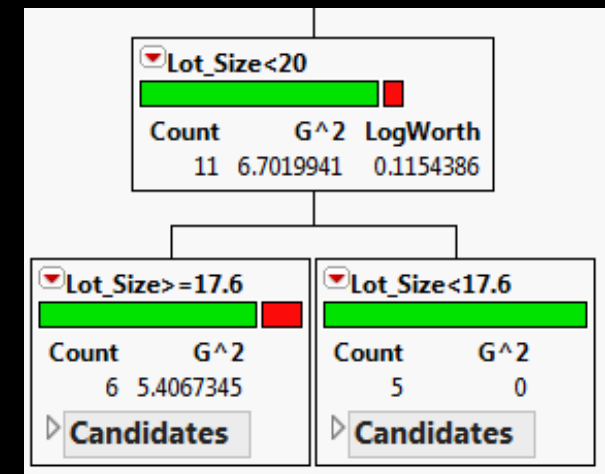 Lot_Size<20
Count G^2 LogWorth
11 6.7019941 0.1154386
Lot_Size>=17.6
Count G^2
6 5.4067345
Candidates
Lot_Size<17.6
Count G^2
5 0
Candidates